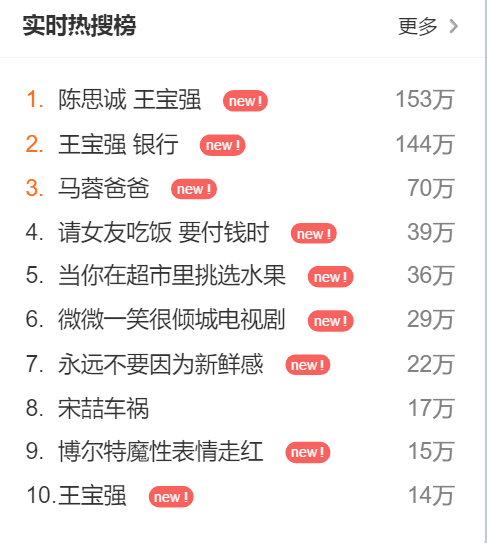 实时热搜榜 更多
1. 陈思诚 王宝强 new! 153万
2. 王宝强 银行 new! 144万
3. 马蓉爸爸 new! 70万
4. 请女友吃饭 要付钱时 new! 39万
5. 当你在超市里挑选水果 new! 36万
6. 微微一笑很倾城电视剧 new! 29万
7. 永远不要因为新鲜感 new! 22万
8. 宋喆车祸 17万
9. 博尔特魔性表情走红 new! 15万
10.王宝强 new! 14万